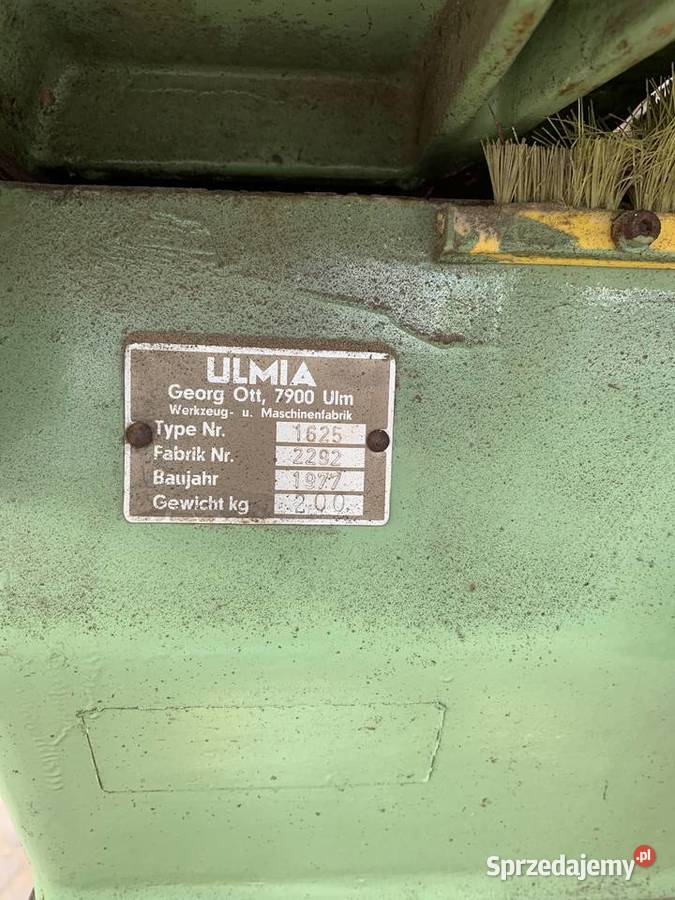 ULMIA
Georg Ott, 7900 Ulm
Werkzeug- u. Maschinenfabrik
Type Nr. 1625
Fabrik Nr. 2292
Baujahr 1977
Gewicht kg 200
Sprzedajemy.pl